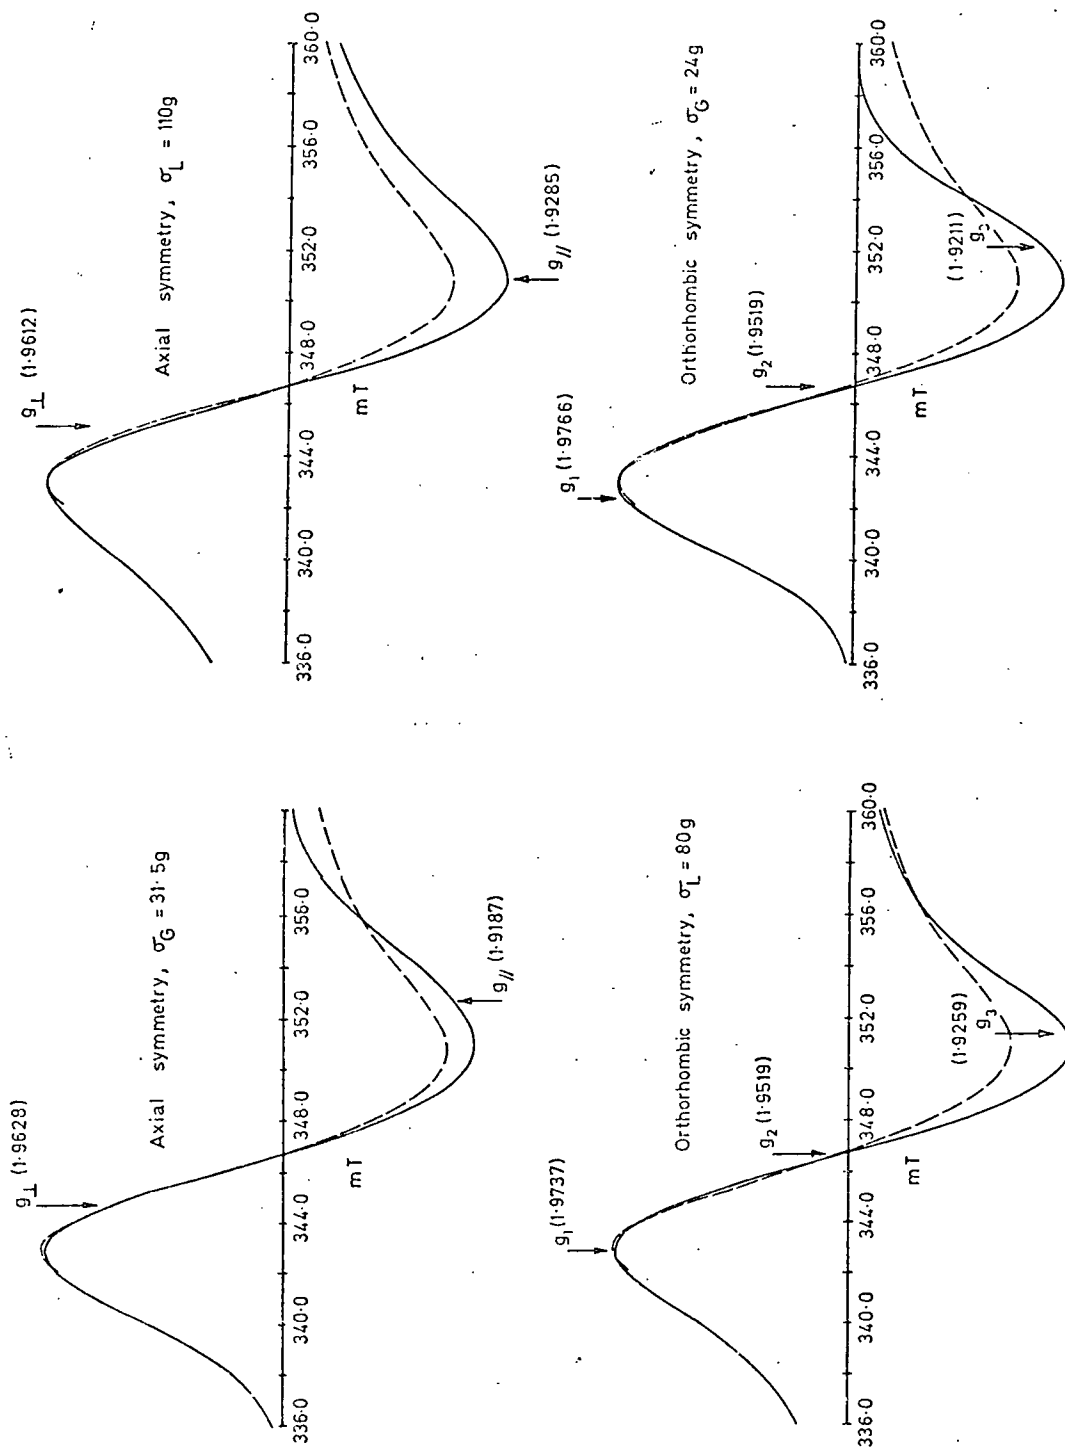 g⊥ (1·9628)
Axial symmetry, σG = 31·5g
336·0 340·0 344·0 348·0 352·0 356·0
mT
g// (1·9187)
g⊥ (1·9612)
Axial symmetry, σL = 110g
336·0 340·0 344·0 348·0 352·0 356·0 360·0
mT
g// (1·9285)
g1 (1·9737)
Orthorhombic symmetry, σL = 80g
g2 (1·9519)
336·0 340·0 344·0 348·0 352·0 356·0 360·0
mT
(1·9259)
g3
g1 (1·9766)
Orthorhombic symmetry, σG = 24g
g2 (1·9519)
336·0 340·0 344·0 348·0 352·0 356·0 360·0
mT
(1·9211)
g3